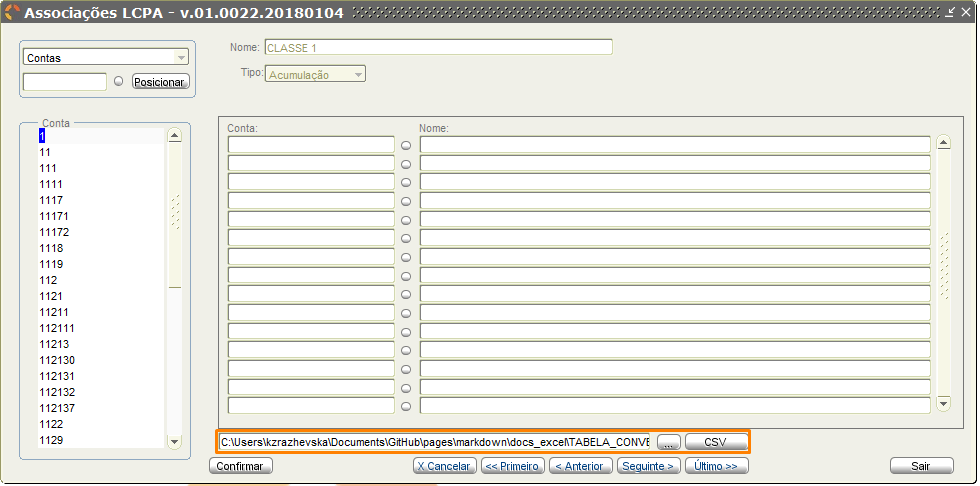 Associações LCPA - v.01.0022.20180104
Contas
Posicionar
Nome: CLASSE 1
Tipo: Acumulação
Conta
1
11
111
1111
1117
11171
11172
1118
1119
112
1121
11211
112111
11213
112130
112131
112132
112137
1122
1129
Conta: Nome:
C:\Users\kzrazhevska\Documents\GitHub\pages\markdown\docs_excel\TABELA_CONVE ... CSV
Confirmar X Cancelar << Primeiro < Anterior Seguinte > Último >> Sair